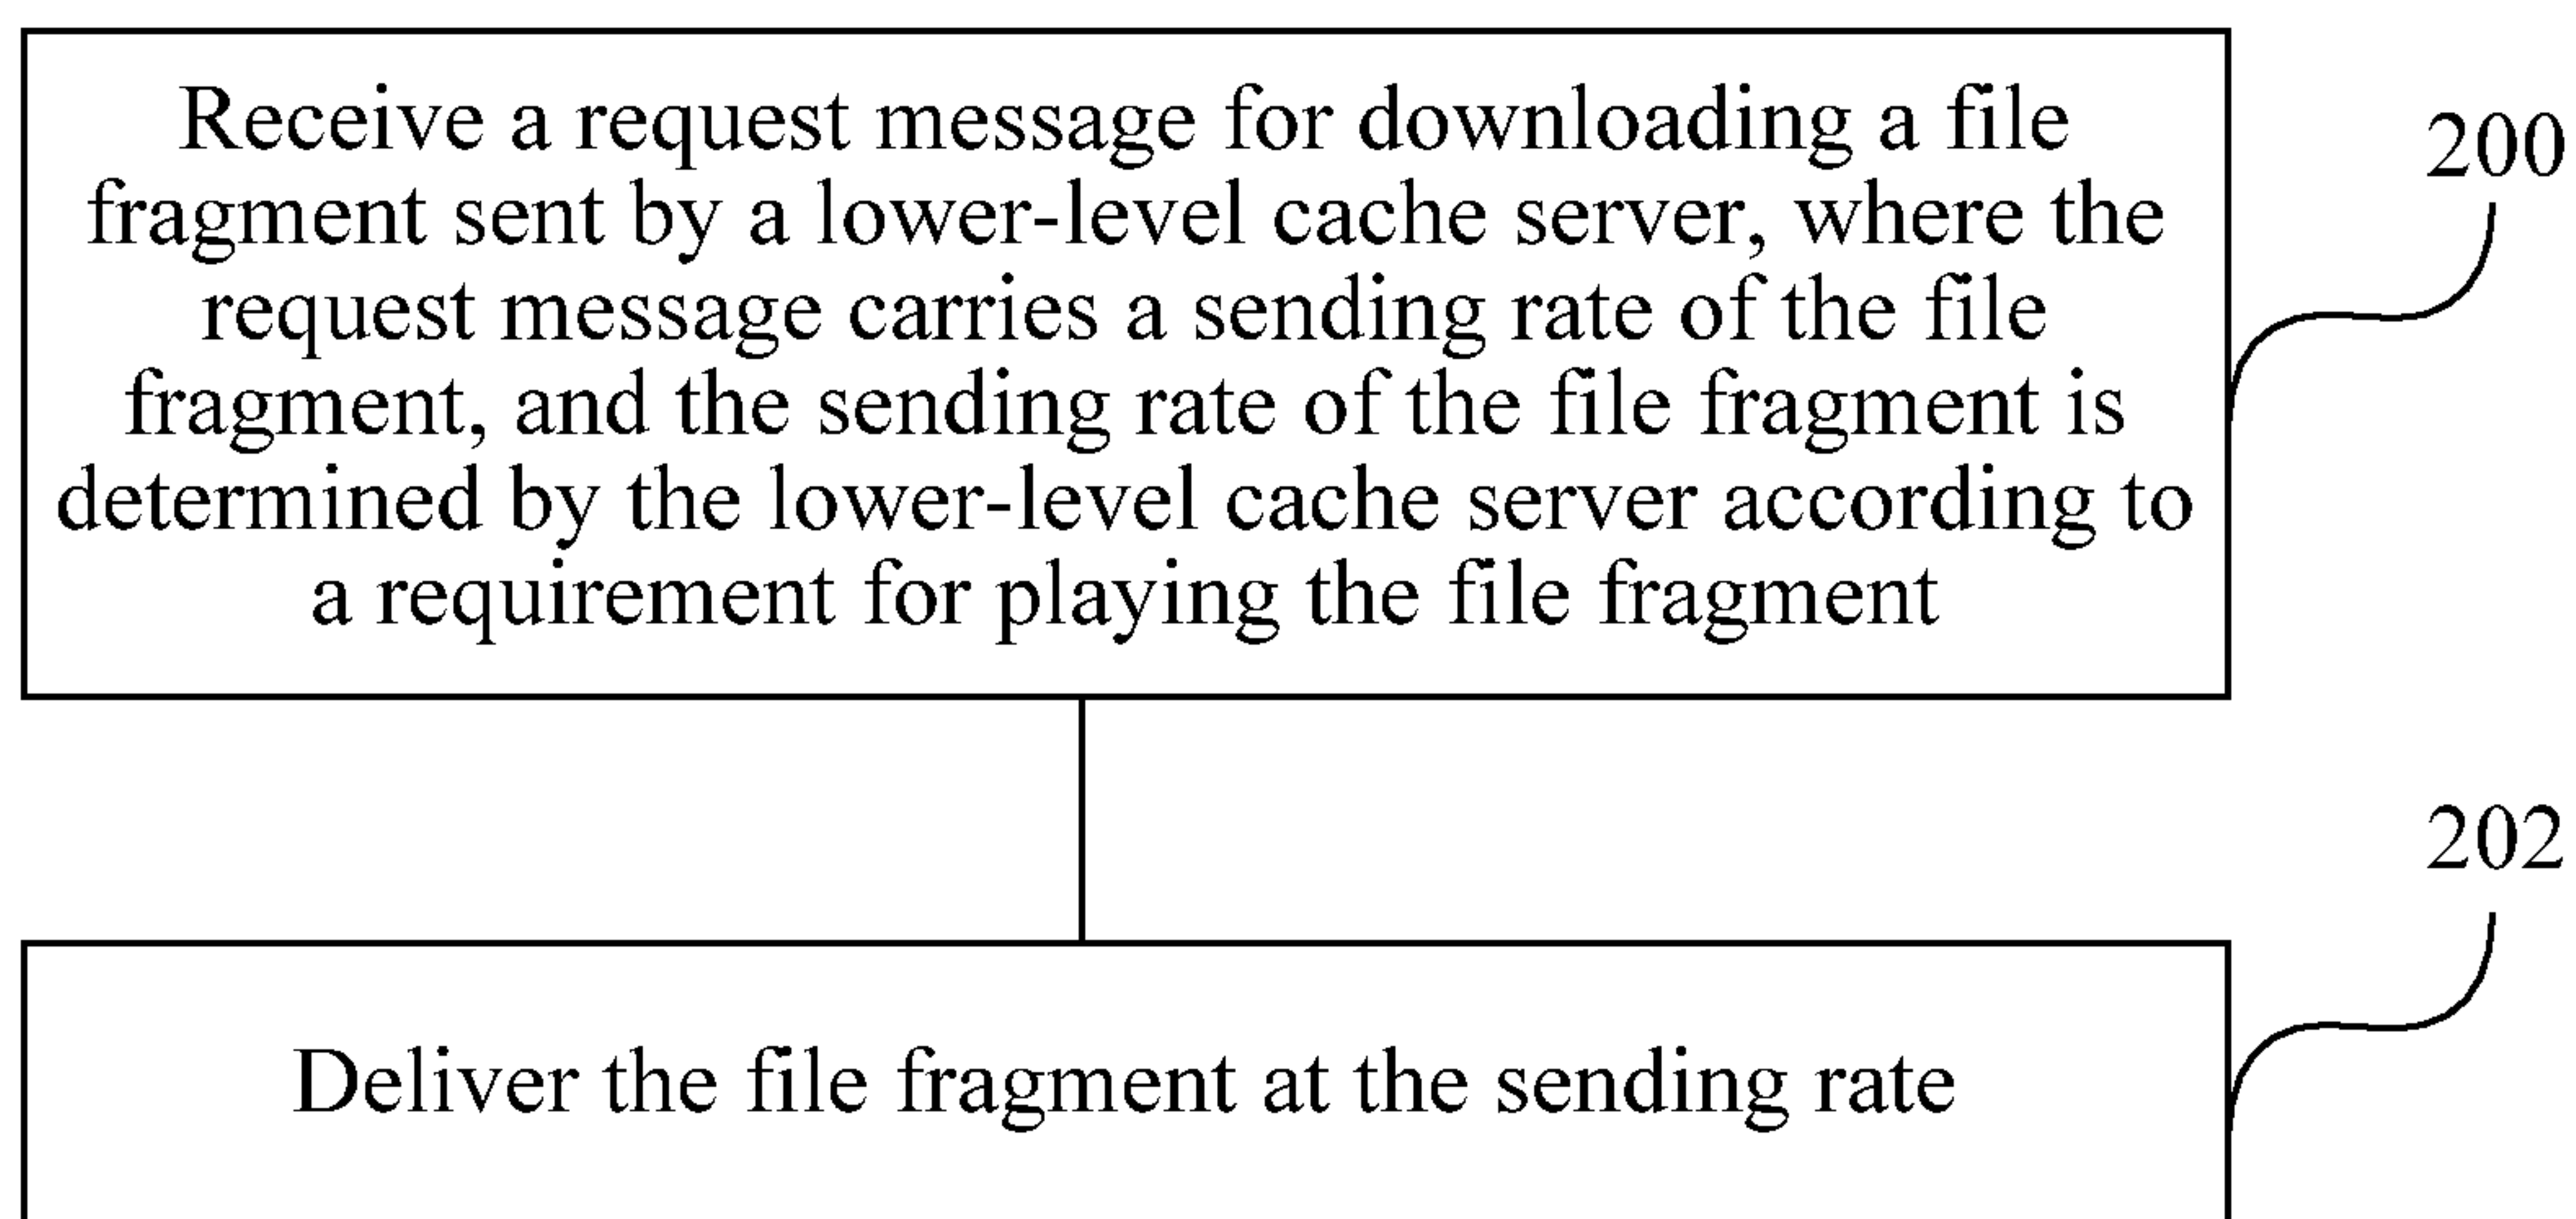 Receive a request message for downloading a file
fragment sent by a lower-level cache server, where the
request message carries a sending rate of the file
fragment, and the sending rate of the file fragment is
determined by the lower-level cache server according to
a requirement for playing the file fragment
200
202
Deliver the file fragment at the sending rate